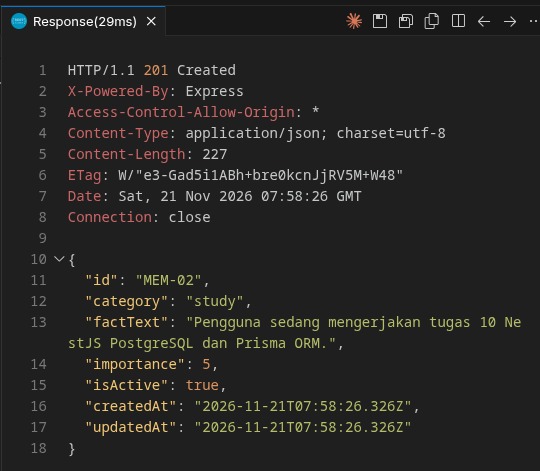 Response(29ms)
1 HTTP/1.1 201 Created
2 X-Powered-By: Express
3 Access-Control-Allow-Origin: *
4 Content-Type: application/json; charset=utf-8
5 Content-Length: 227
6 ETag: W/"e3-Gad5i1ABh+bre0kcnJjRV5M+W48"
7 Date: Sat, 21 Nov 2026 07:58:26 GMT
8 Connection: close
9
10 {
11 "id": "MEM-02",
12 "category": "study",
13 "factText": "Pengguna sedang mengerjakan tugas 10 Ne
stJS PostgreSQL dan Prisma ORM.",
14 "importance": 5,
15 "isActive": true,
16 "createdAt": "2026-11-21T07:58:26.326Z",
17 "updatedAt": "2026-11-21T07:58:26.326Z"
18 }